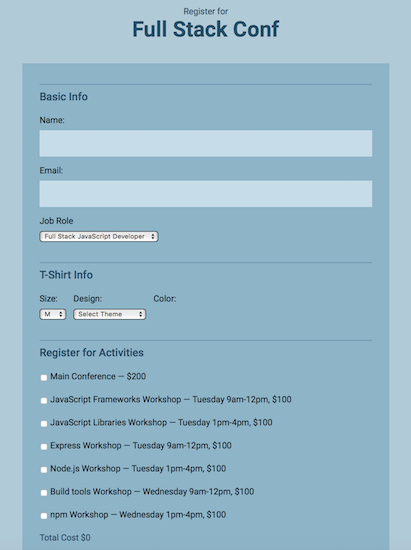 Register for
Full Stack Conf
Basic Info
Name:
Email:
Job Role
Full Stack JavaScript Developer
T-Shirt Info
Size: Design: Color:
M Select Theme
Register for Activities
Main Conference — $200
JavaScript Frameworks Workshop — Tuesday 9am-12pm, $100
JavaScript Libraries Workshop — Tuesday 1pm-4pm, $100
Express Workshop — Tuesday 9am-12pm, $100
Node.js Workshop — Tuesday 1pm-4pm, $100
Build tools Workshop — Wednesday 9am-12pm, $100
npm Workshop — Wednesday 1pm-4pm, $100
Total Cost $0